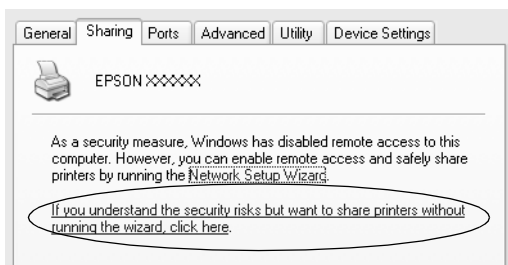 General Sharing Ports Advanced Utility Device Settings
EPSON XXXXXX
As a security measure, Windows has disabled remote access to this
computer. However, you can enable remote access and safely share
printers by running the Network Setup Wizard.
If you understand the security risks but want to share printers without
running the wizard, click here.